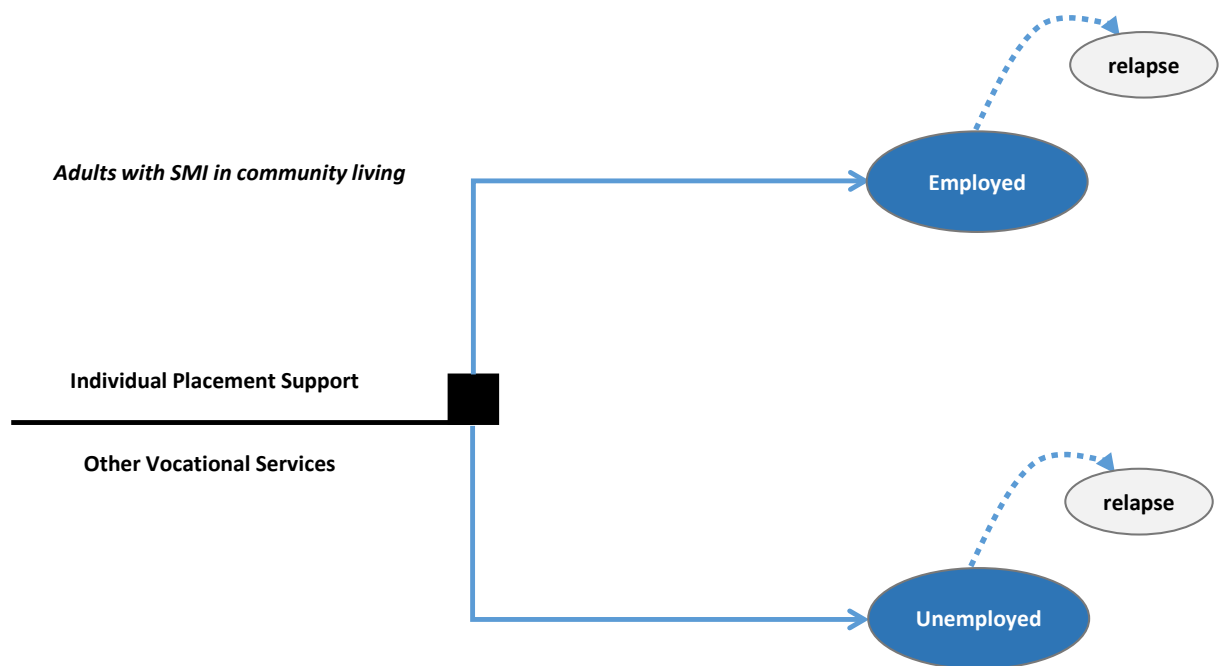 relapse
Adults with SMI in community living
Employed
Individual Placement Support
Other Vocational Services
relapse
Unemployed